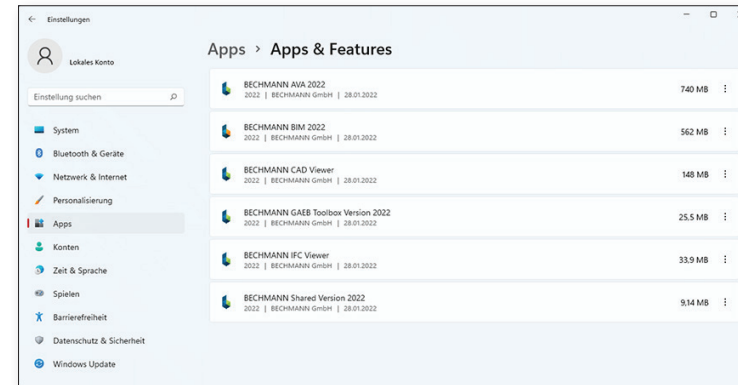 Einstellungen
Lokales Konto
Einstellung suchen
System
Bluetooth & Geräte
Netzwerk & Internet
Personalisierung
Apps
Konten
Zeit & Sprache
Spielen
Barrierefreiheit
Datenschutz & Sicherheit
Windows Update
Apps > Apps & Features
BECHMANN AVA 2022
2022 | BECHMANN GmbH | 28.01.2022
740 MB
BECHMANN BIM 2022
2022 | BECHMANN GmbH | 28.01.2022
562 MB
BECHMANN CAD Viewer
2022 | BECHMANN GmbH | 28.01.2022
148 MB
BECHMANN GAEB Toolbox Version 2022
2022 | BECHMANN GmbH | 28.01.2022
25,5 MB
BECHMANN IFC Viewer
2022 | BECHMANN GmbH | 28.01.2022
33,9 MB
BECHMANN Shared Version 2022
2022 | BECHMANN GmbH | 28.01.2022
9,14 MB